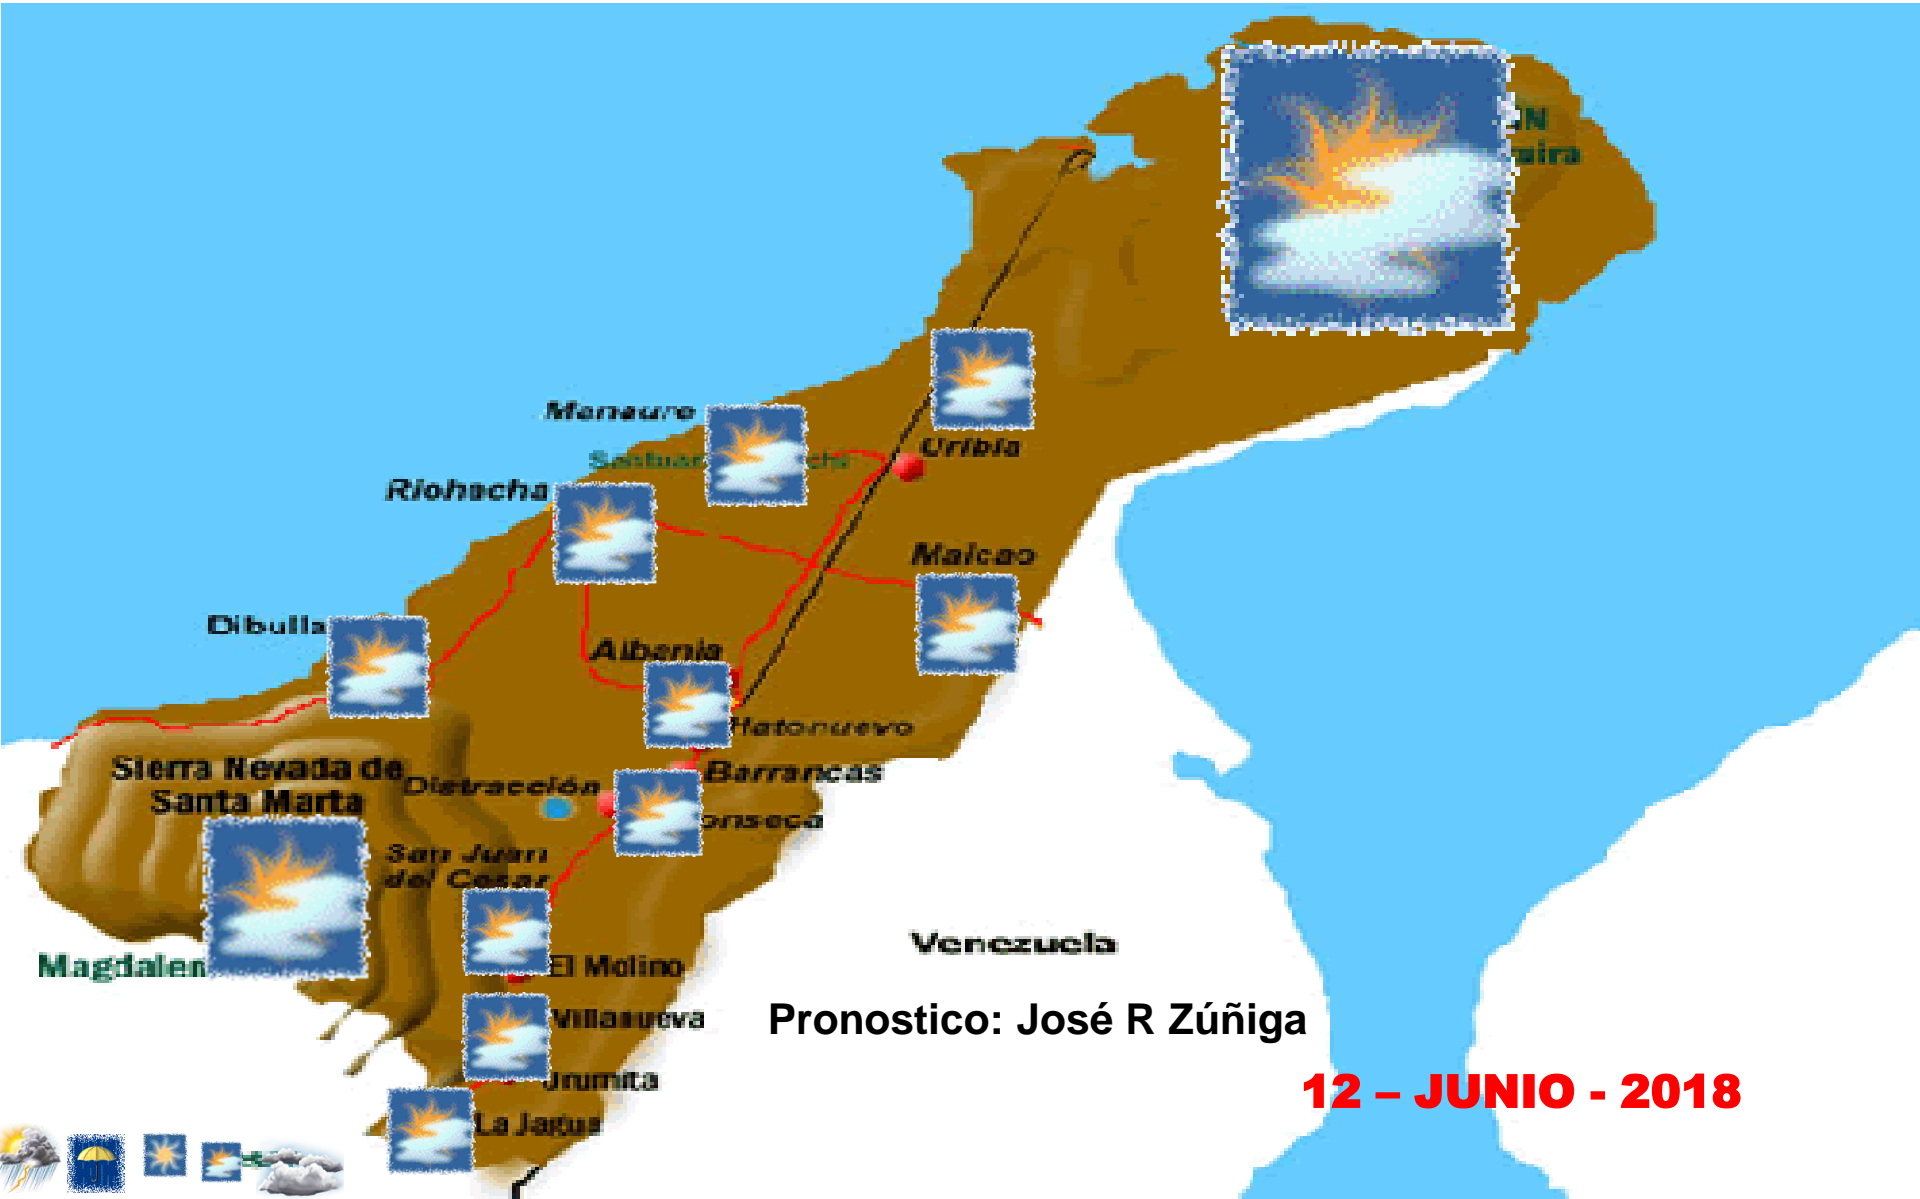 Manaure
Uribia
Riohacha
Maicao
Dibulla
Albania
Hatonuevo
Sierra Nevada de
Santa Marta
Distracción
Barrancas
onseca
San Juan
del Cesar
Venezuela
Magdalen
El Molino
Villanueva
Pronostico: José R Zúñiga
Urumita
12 – JUNIO - 2018
La Jagua